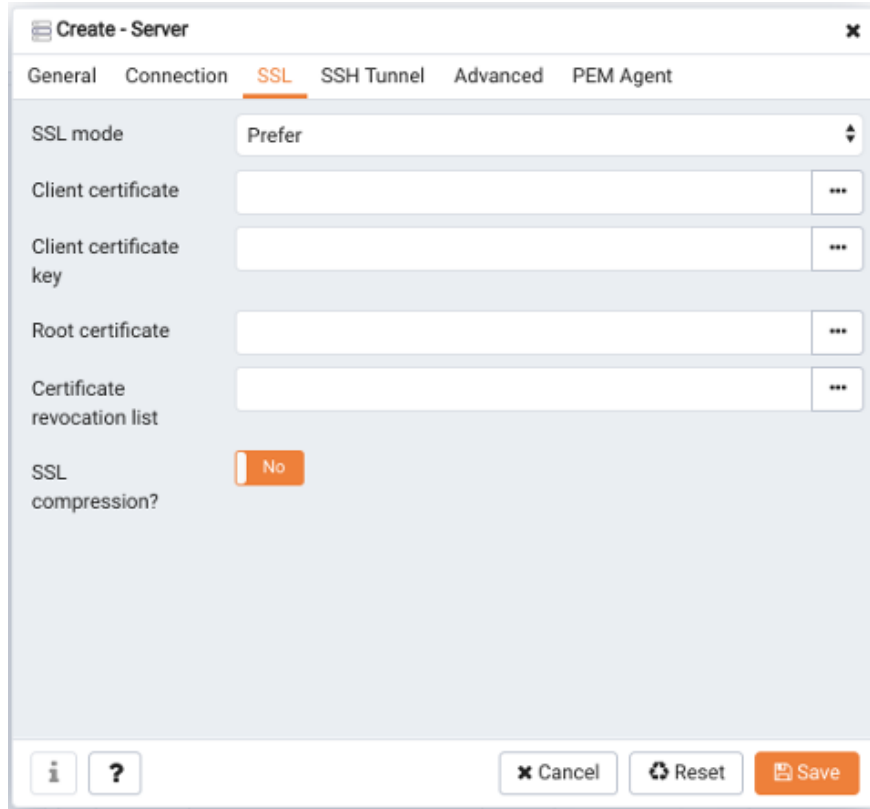 Create - Server
General Connection SSL SSH Tunnel Advanced PEM Agent
SSL mode Prefer
Client certificate
Client certificate
key
Root certificate
Certificate
revocation list
SSL No
compression?
i ? Cancel Reset Save